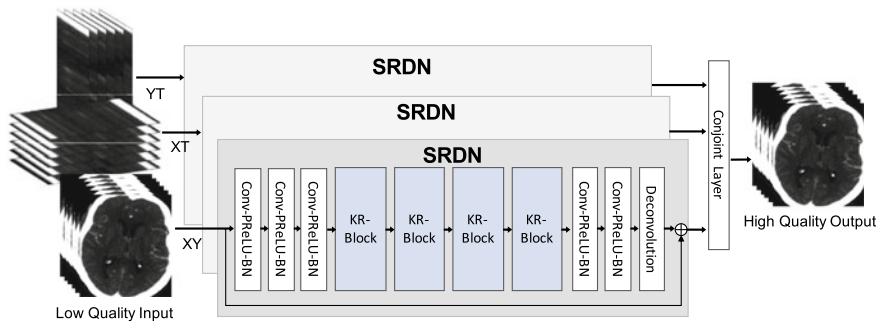 SRDN
YT
SRDN
XT
SRDN
XY
Conv-PReLU-BN
Conv-PReLU-BN
Conv-PReLU-BN
KR-
Block
KR-
Block
KR-
Block
KR-
Block
Conv-PReLU-BN
Conv-PReLU-BN
Deconvolution
Conjoint Layer
Low Quality Input
High Quality Output